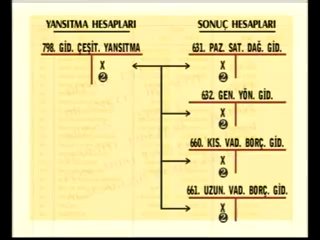 YANSITMA HESAPLARI
SONUÇ HESAPLARI
798. GİD. ÇEŞİT. YANSITMA
631. PAZ. SAT. DAĞ. GİD.
X
2
X
2
632. GEN. YÖN. GİD.
X
2
660. KIS. VAD. BORÇ. GİD.
X
2
661. UZUN. VAD. BORÇ. GİD.
X
2